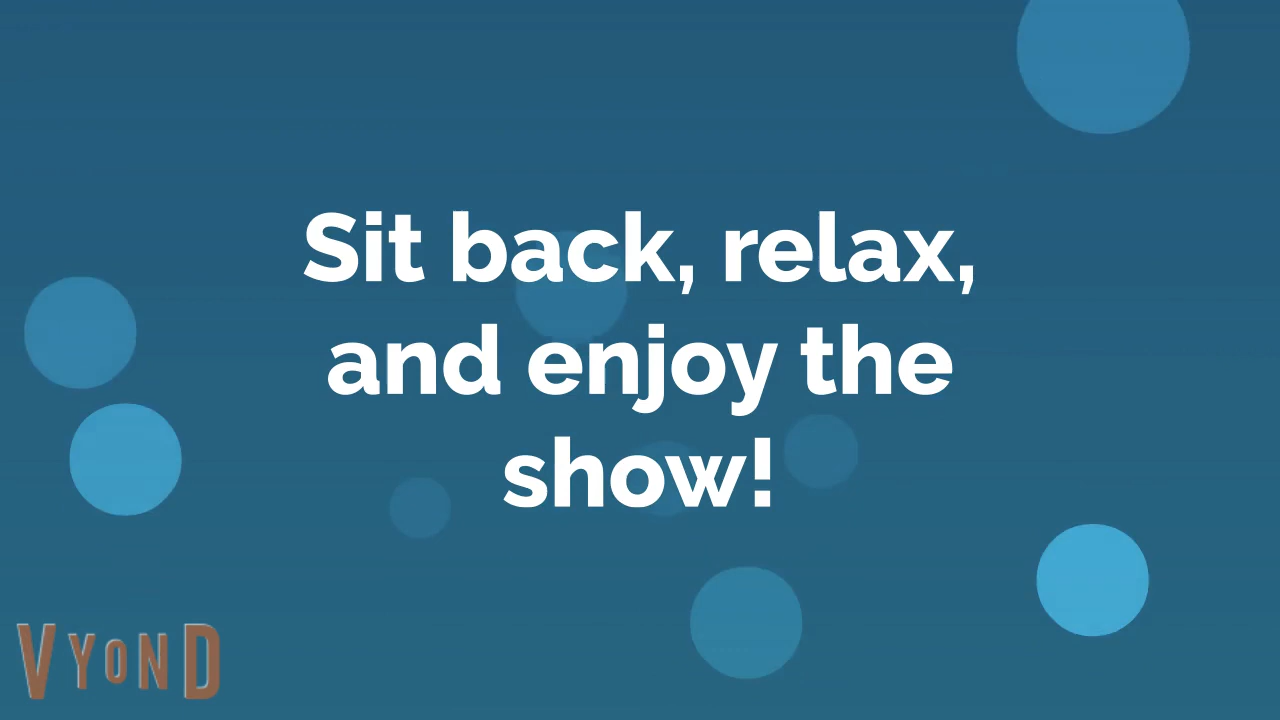 Sit back, relax,
and enjoy the
show!
VYOND